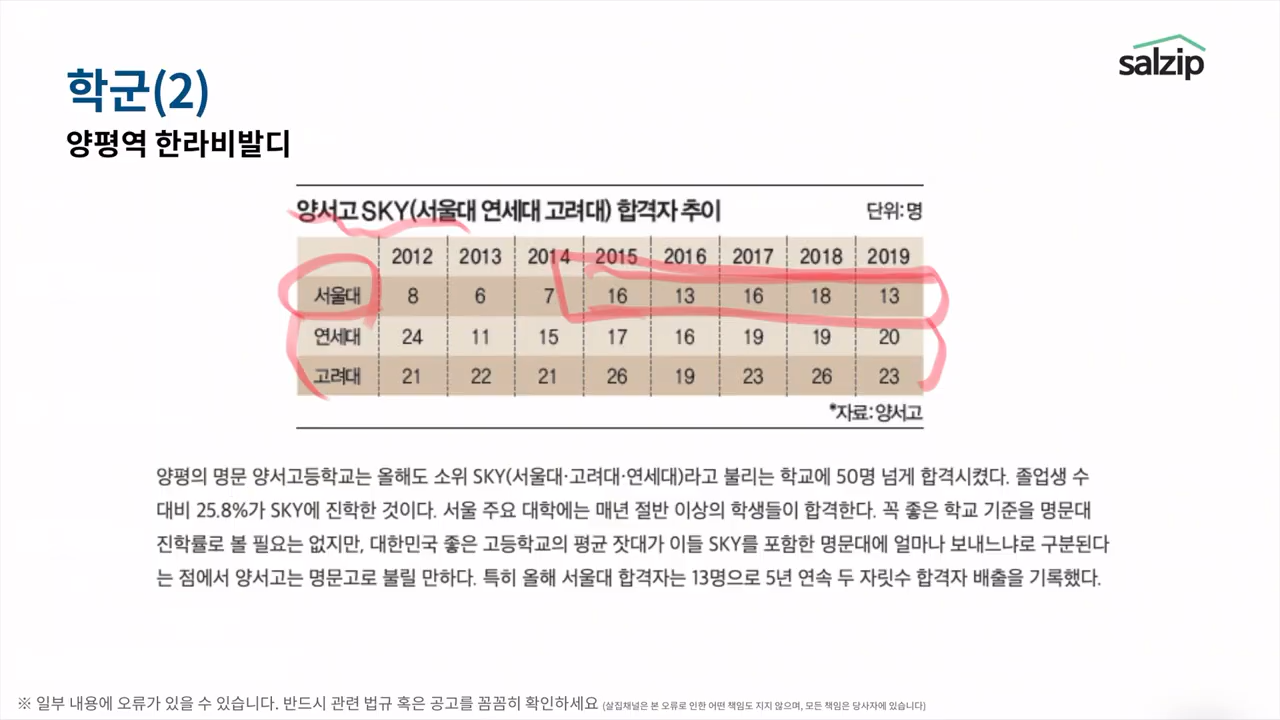 salzip
학군(2)
양평역 한라비발디
양서고 SKY(서울대 연세대 고려대) 합격자 추이 단위:명
2012 2013 2014 2015 2016 2017 2018 2019
서울대 8 6 7 16 13 16 18 13
연세대 24 11 15 17 16 19 19 20
고려대 21 22 21 26 19 23 26 23
*자료:양서고
양평의 명문 양서고등학교는 올해도 소위 SKY(서울대·고려대·연세대)라고 불리는 학교에 50명 넘게 합격시켰다. 졸업생 수
대비 25.8%가 SKY에 진학한 것이다. 서울 주요 대학에는 매년 절반 이상의 학생들이 합격한다. 꼭 좋은 학교 기준을 명문대
진학률로 볼 필요는 없지만, 대한민국 좋은 고등학교의 평균 잣대가 이들 SKY를 포함한 명문대에 얼마나 보내느냐로 구분된다
는 점에서 양서고는 명문고로 불릴 만하다. 특히 올해 서울대 합격자는 13명으로 5년 연속 두 자릿수 합격자 배출을 기록했다.
※ 일부 내용에 오류가 있을 수 있습니다. 반드시 관련 법규 혹은 공고를 꼼꼼히 확인하세요 (살집채널은 본 오류로 인한 어떤 책임도 지지 않으며, 모든 책임은 당사자에 있습니다)